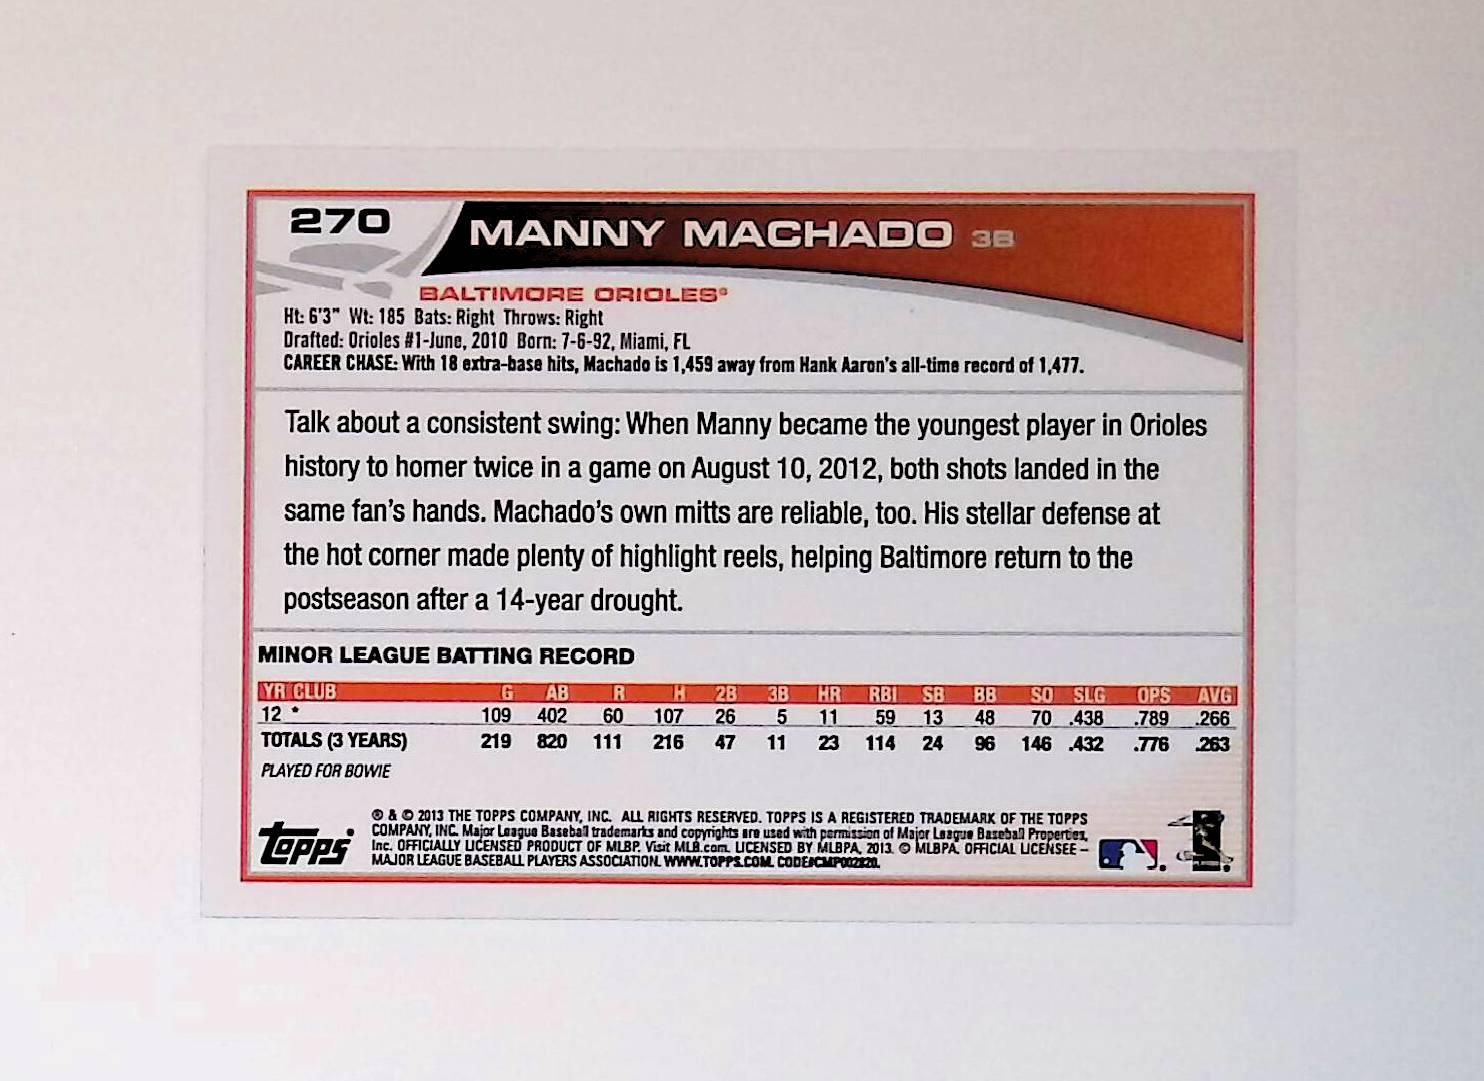 270
MANNY MACHADO 3B
BALTIMORE ORIOLES®
Ht: 6'3" Wt: 185 Bats: Right Throws: Right
Drafted: Orioles #1-June, 2010 Born: 7-6-92, Miami, FL
CAREER CHASE: With 18 extra-base hits, Machado is 1,459 away from Hank Aaron's all-time record of 1,477.
Talk about a consistent swing: When Manny became the youngest player in Orioles
history to homer twice in a game on August 10, 2012, both shots landed in the
same fan's hands. Machado's own mitts are reliable, too. His stellar defense at
the hot corner made plenty of highlight reels, helping Baltimore return to the
postseason after a 14-year drought.
MINOR LEAGUE BATTING RECORD
YR CLUB G AB R H 2B 3B HR RBI SB BB SO SLG OPS AVG
12 * 109 402 60 107 26 5 11 59 13 48 70 .438 .789 .266
TOTALS (3 YEARS) 219 820 111 216 47 11 23 114 24 96 146 .432 .776 .263
PLAYED FOR BOWIE
topps
® & © 2013 THE TOPPS COMPANY, INC. ALL RIGHTS RESERVED. TOPPS IS A REGISTERED TRADEMARK OF THE TOPPS
COMPANY, INC. Major League Baseball trademarks and copyrights are used with permission of Major League Baseball Properties,
Inc. OFFICIALLY LICENSED PRODUCT OF MLBP. Visit MLB.com. LICENSED BY MLBPA, 2013. © MLBPA. OFFICIAL LICENSEE –
MAJOR LEAGUE BASEBALL PLAYERS ASSOCIATION. WWW.TOPPS.COM.